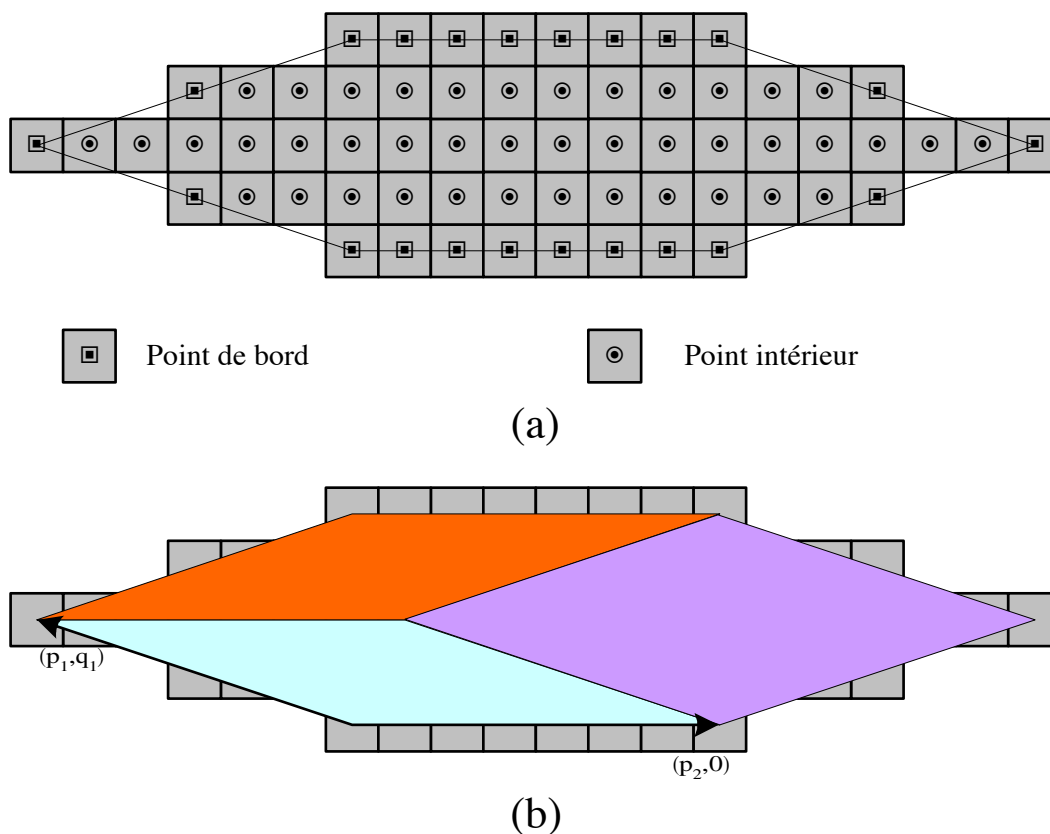 Point de bord
Point intérieur
(a)
(p₁,q₁)
(p₂,0)
(b)